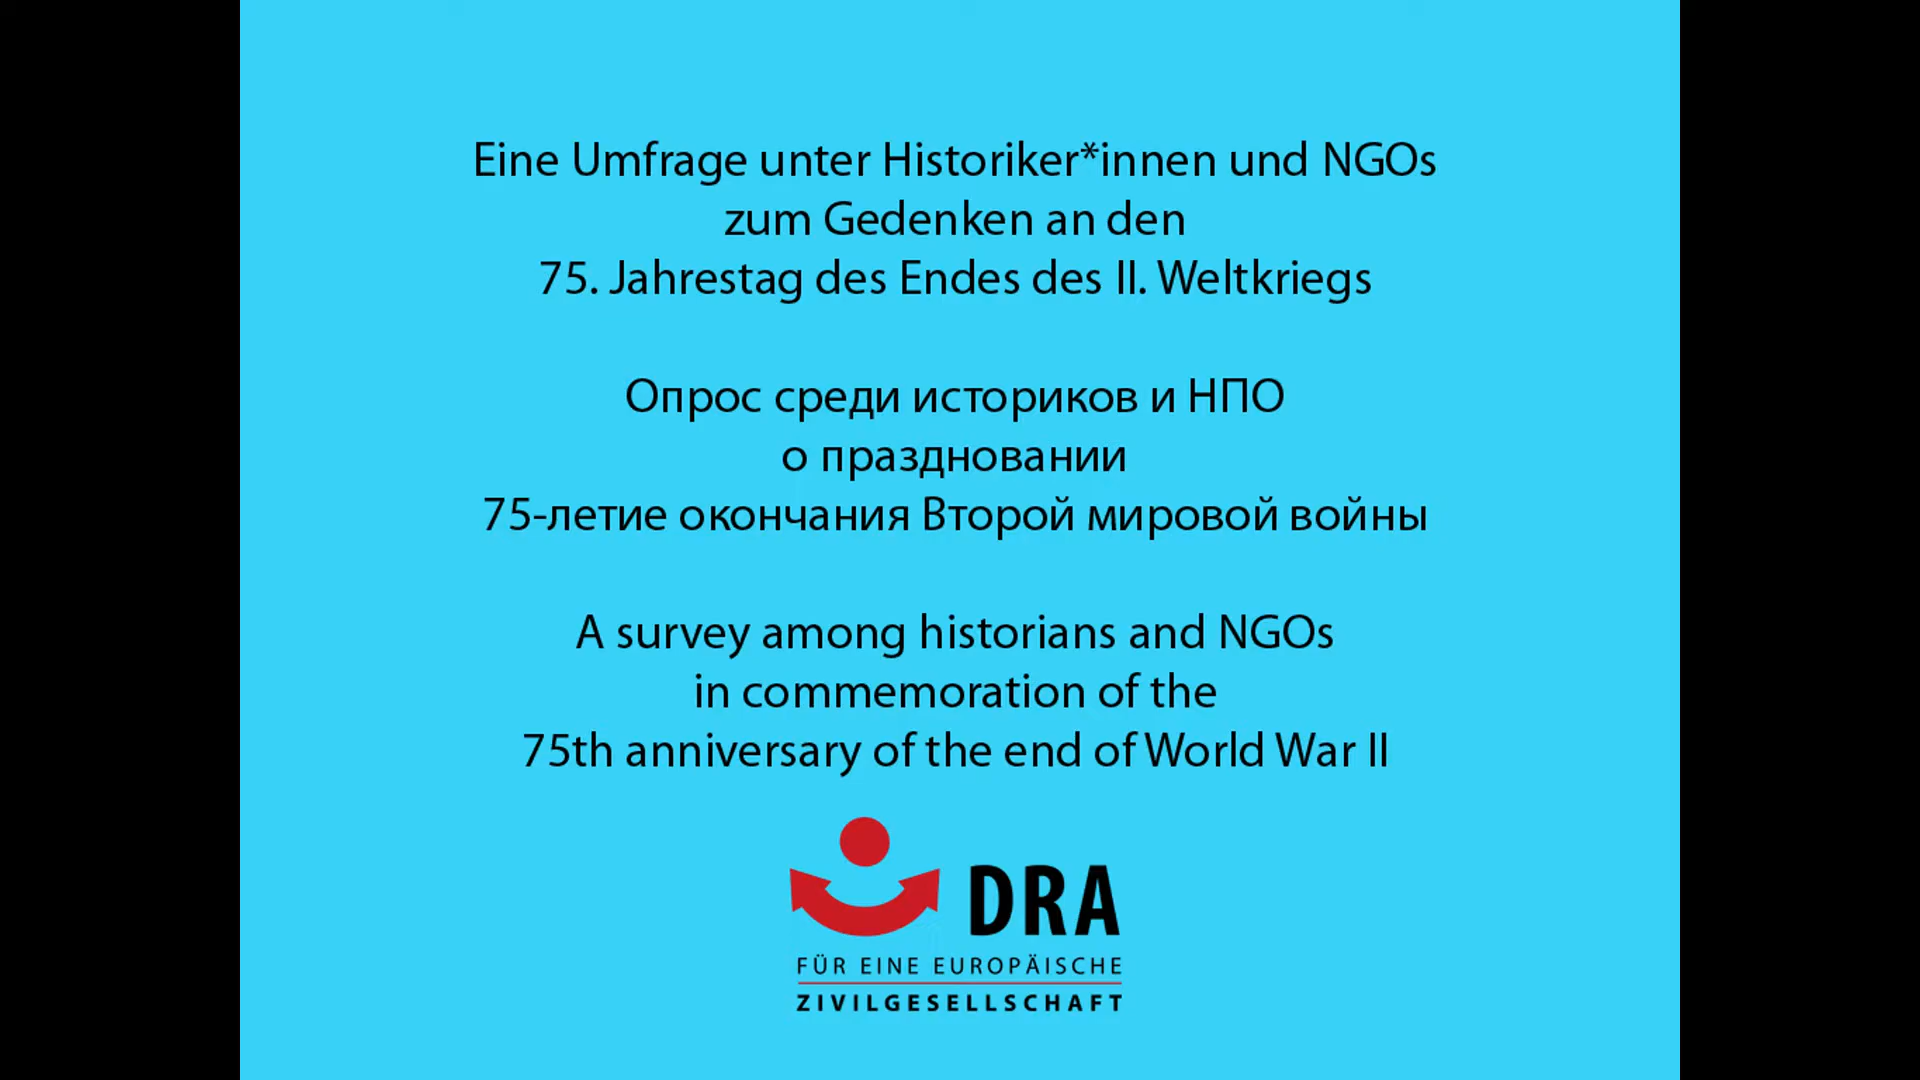 Eine Umfrage unter Historiker*innen und NGOs
zum Gedenken an den
75. Jahrestag des Endes des II. Weltkriegs
Опрос среди историков и НПО
о праздновании
75-летие окончания Второй мировой войны
A survey among historians and NGOs
in commemoration of the
75th anniversary of the end of World War II
DRA
FÜR EINE EUROPÄISCHE
ZIVILGESELLSCHAFT